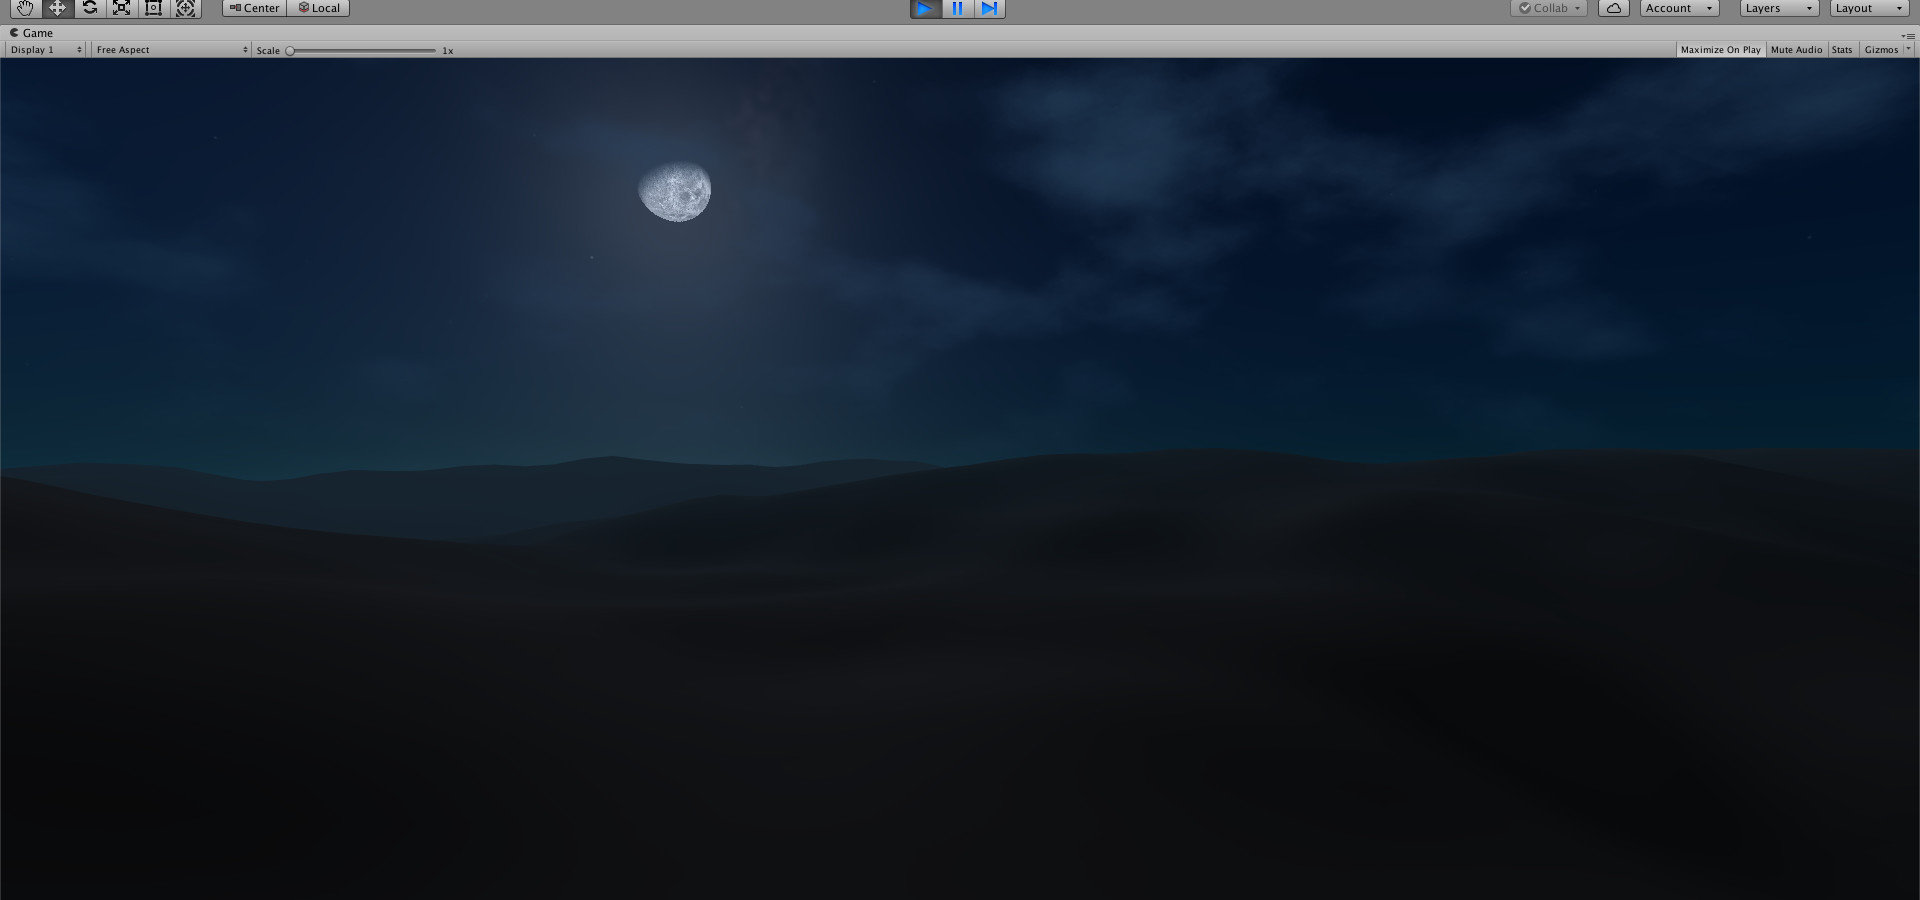 Center Local Collab Account Layers Layout
Game
Display 1 Free Aspect Scale 1x Maximize On Play Mute Audio Stats Gizmos